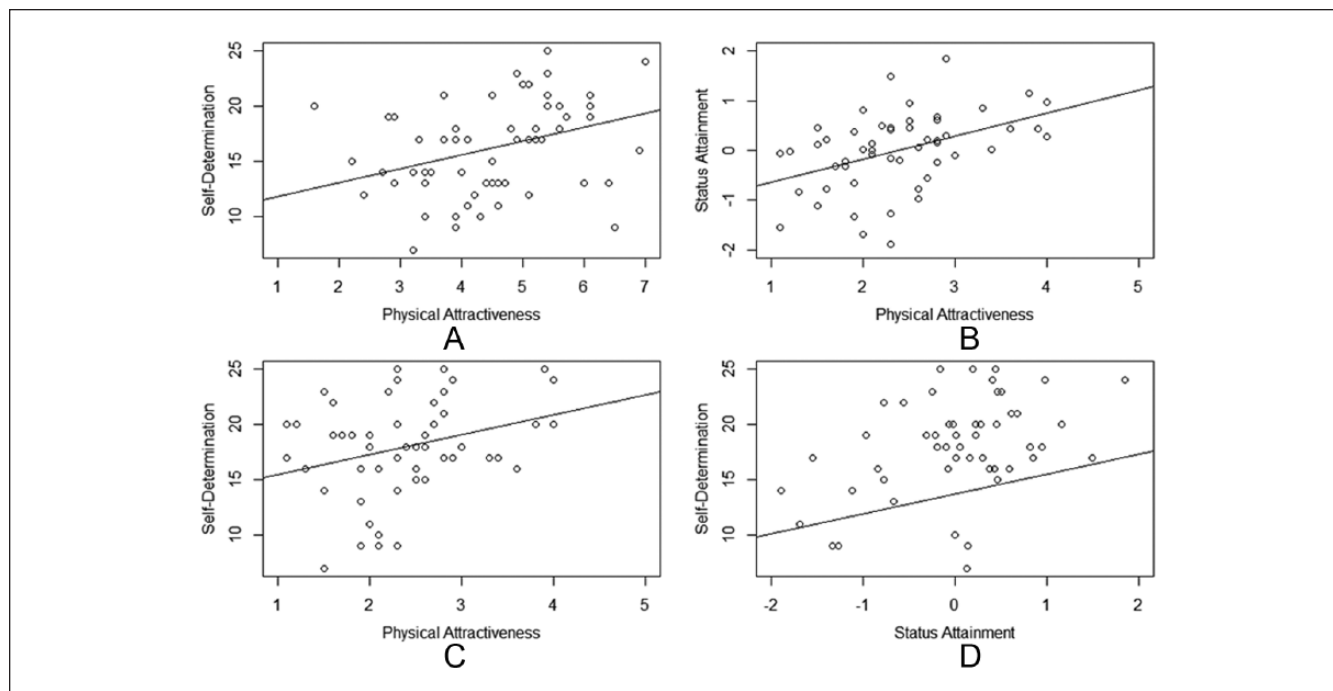 25
20
15
10
Self-Determination
1 2 3 4 5 6 7
Physical Attractiveness
A
2
1
0
-1
-2
Status Attainment
1 2 3 4 5
Physical Attractiveness
B
25
20
15
10
Self-Determination
1 2 3 4 5
Physical Attractiveness
C
25
20
15
10
Self-Determination
-2 -1 0 1 2
Status Attainment
D